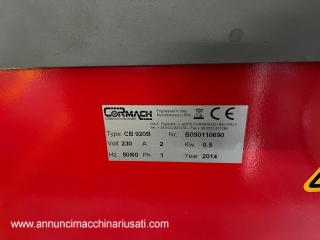 CORMACH
Engineered in Italy
Manufactured in PRC
Type: CB 920B Nr. B090110690
Volt 230 A 2 Kw. 0.5
Hz 50/60 Ph 1 Year 2014
www.annuncimacchinariusati.com